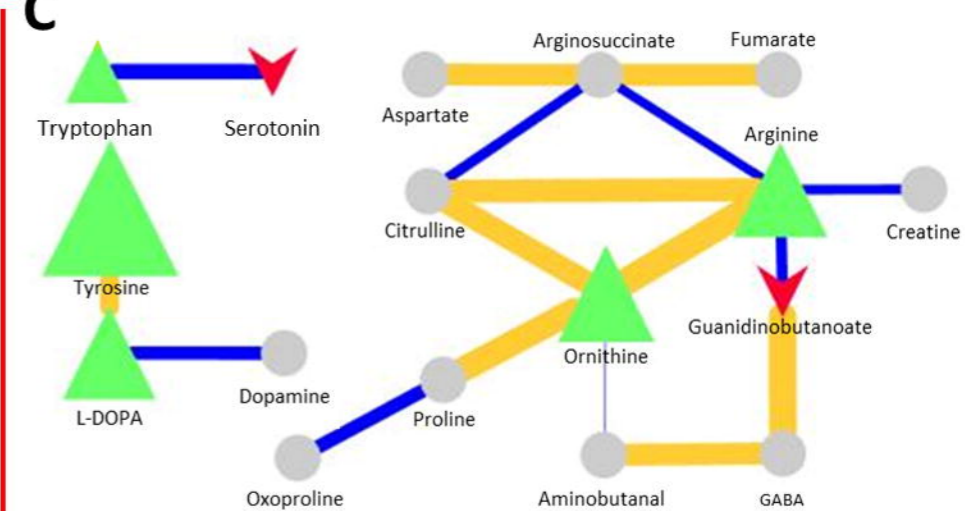 C
Arginosuccinate
Fumarate
Tryptophan
Serotonin
Aspartate
Arginine
Citrulline
Creatine
Tyrosine
Guanidinobutanoate
Ornithine
Dopamine
L-DOPA
Proline
Oxoproline
Aminobutanal
GABA